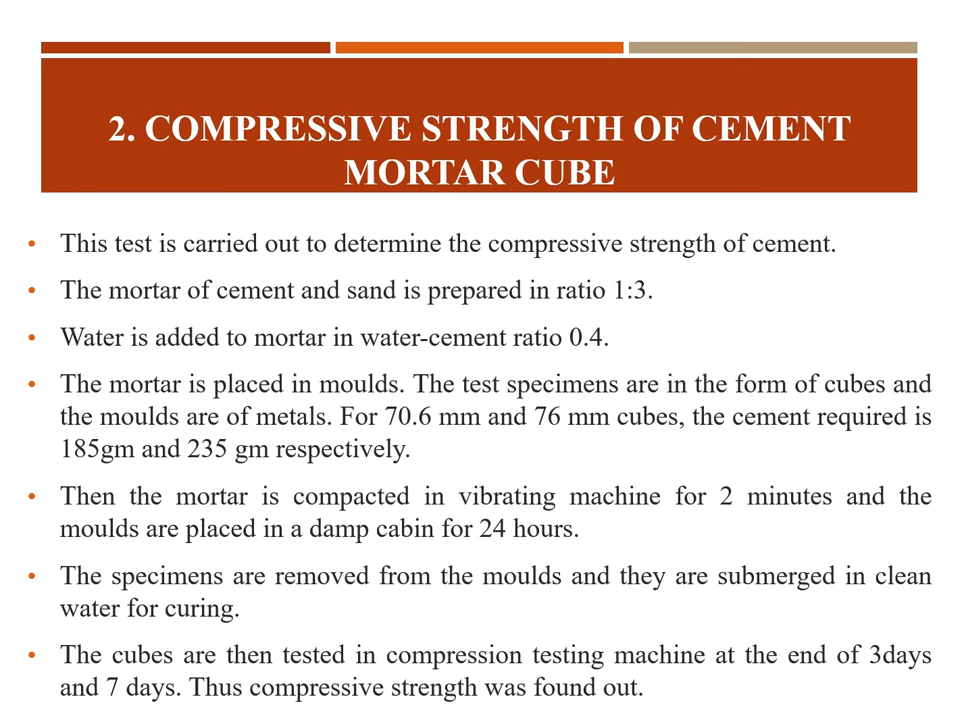 2. COMPRESSIVE STRENGTH OF CEMENT
MORTAR CUBE
• This test is carried out to determine the compressive strength of cement.
• The mortar of cement and sand is prepared in ratio 1:3.
• Water is added to mortar in water-cement ratio 0.4.
• The mortar is placed in moulds. The test specimens are in the form of cubes and
the moulds are of metals. For 70.6 mm and 76 mm cubes, the cement required is
185gm and 235 gm respectively.
• Then the mortar is compacted in vibrating machine for 2 minutes and the
moulds are placed in a damp cabin for 24 hours.
• The specimens are removed from the moulds and they are submerged in clean
water for curing.
• The cubes are then tested in compression testing machine at the end of 3days
and 7 days. Thus compressive strength was found out.